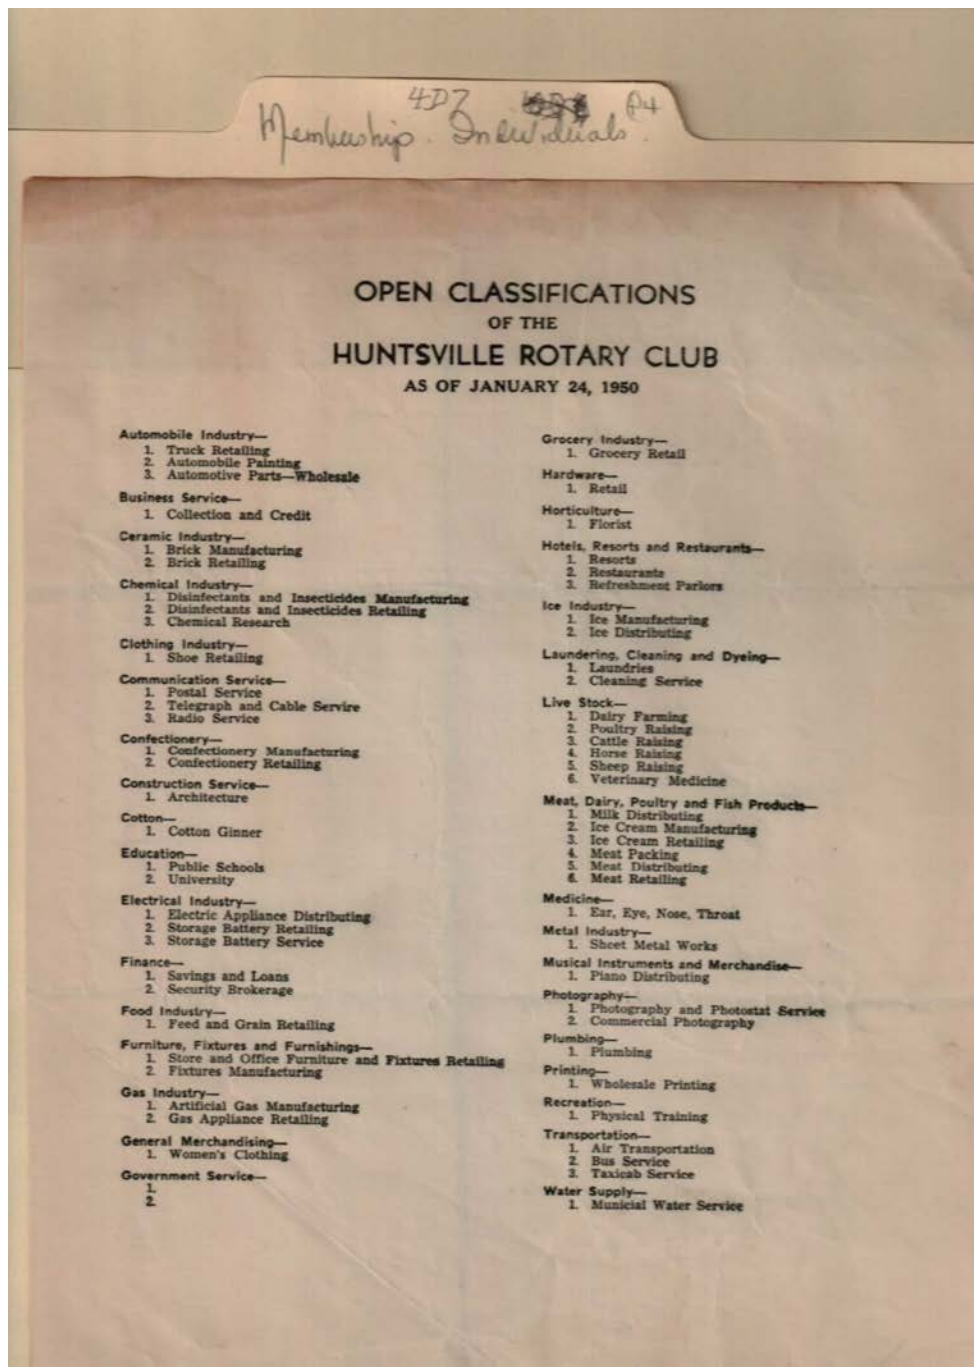 4D7 P4
Membership. Individuals.
OPEN CLASSIFICATIONS
OF THE
HUNTSVILLE ROTARY CLUB
AS OF JANUARY 24, 1950
Automobile Industry—
1. Truck Retailing
2. Automobile Painting
3. Automotive Parts—Wholesale
Business Service—
1. Collection and Credit
Ceramic Industry—
1. Brick Manufacturing
2. Brick Retailing
Chemical Industry—
1. Disinfectants and Insecticides Manufacturing
2. Disinfectants and Insecticides Retailing
3. Chemical Research
Clothing Industry—
1. Shoe Retailing
Communication Service—
1. Postal Service
2. Telegraph and Cable Servire
3. Radio Service
Confectionery—
1. Confectionery Manufacturing
2. Confectionery Retailing
Construction Service—
1. Architecture
Cotton—
1. Cotton Ginner
Education—
1. Public Schools
2. University
Electrical Industry—
1. Electric Appliance Distributing
2. Storage Battery Retailing
3. Storage Battery Service
Finance—
1. Savings and Loans
2. Security Brokerage
Food Industry—
1. Feed and Grain Retailing
Furniture, Fixtures and Furnishings—
1. Store and Office Furniture and Fixtures Retailing
2. Fixtures Manufacturing
Gas Industry—
1. Artificial Gas Manufacturing
2. Gas Appliance Retailing
General Merchandising—
1. Women's Clothing
Government Service—
1.
2.
Grocery Industry—
1. Grocery Retail
Hardware—
1. Retail
Horticulture—
1. Florist
Hotels, Resorts and Restaurants—
1. Resorts
2. Restaurants
3. Refreshment Parlors
Ice Industry—
1. Ice Manufacturing
2. Ice Distributing
Laundering, Cleaning and Dyeing—
1. Laundries
2. Cleaning Service
Live Stock—
1. Dairy Farming
2. Poultry Raising
3. Cattle Raising
4. Horse Raising
5. Sheep Raising
6. Veterinary Medicine
Meat, Dairy, Poultry and Fish Products—
1. Milk Distributing
2. Ice Cream Manufacturing
3. Ice Cream Retailing
4. Meat Packing
5. Meat Distributing
6. Meat Retailing
Medicine—
1. Ear, Eye, Nose, Throat
Metal Industry—
1. Sheet Metal Works
Musical Instruments and Merchandise—
1. Piano Distributing
Photography—
1. Photography and Photostat Service
2. Commercial Photography
Plumbing—
1. Plumbing
Printing—
1. Wholesale Printing
Recreation—
1. Physical Training
Transportation—
1. Air Transportation
2. Bus Service
3. Taxicab Service
Water Supply—
1. Municial Water Service